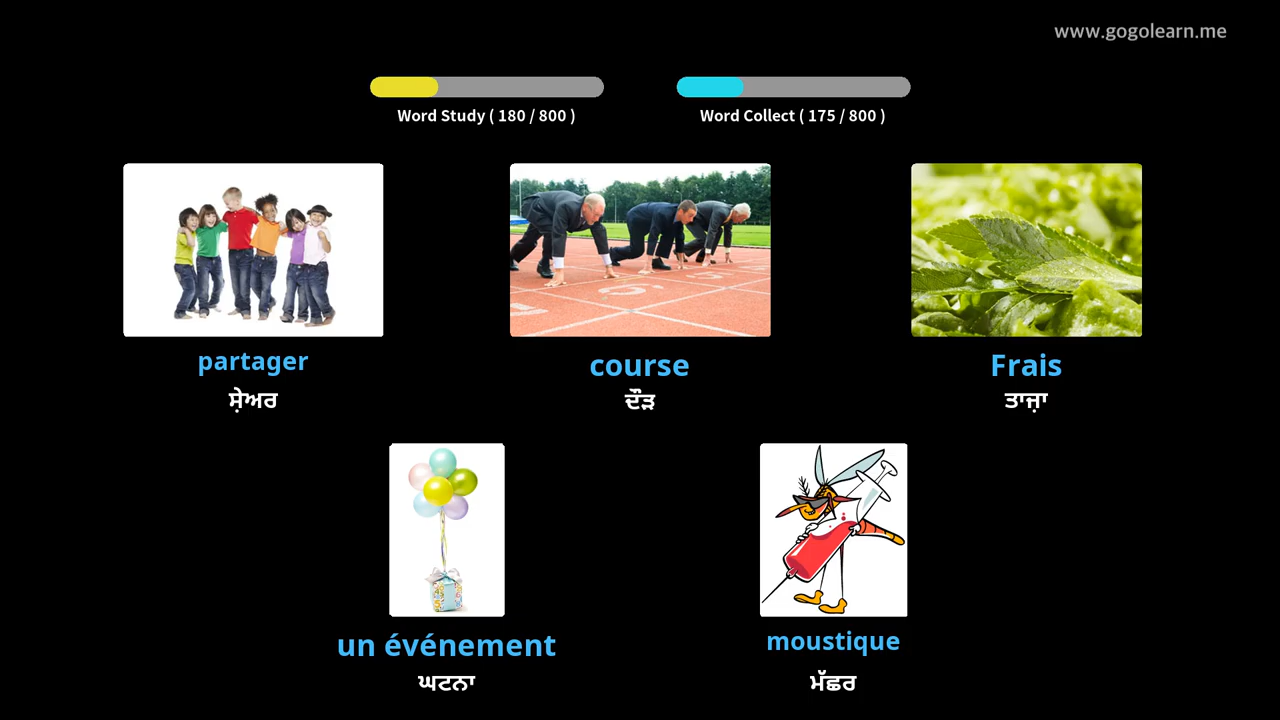 www.gogolearn.me
Word Study ( 180 / 800 )
Word Collect ( 175 / 800 )
partager
course
Frais
ਸ਼ੇਅਰ
ਦੌੜ
ਤਾਜ਼ਾ
un événement
moustique
ਘਟਨਾ
ਮੱਛਰ